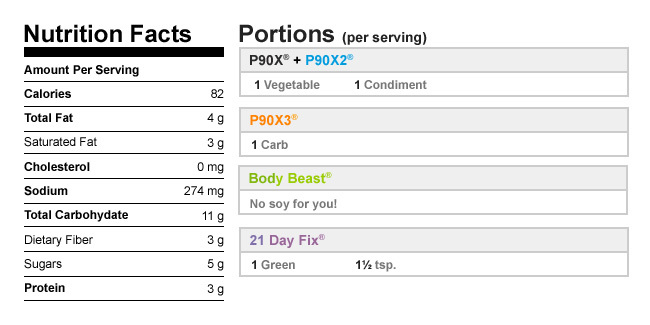 Nutrition Facts
Amount Per Serving
Calories 82
Total Fat 4 g
Saturated Fat 3 g
Cholesterol 0 mg
Sodium 274 mg
Total Carbohydate 11 g
Dietary Fiber 3 g
Sugars 5 g
Protein 3 g
Portions (per serving)
P90X® + P90X2®
1 Vegetable 1 Condiment
P90X3®
1 Carb
Body Beast®
No soy for you!
21 Day Fix®
1 Green 1½ tsp.